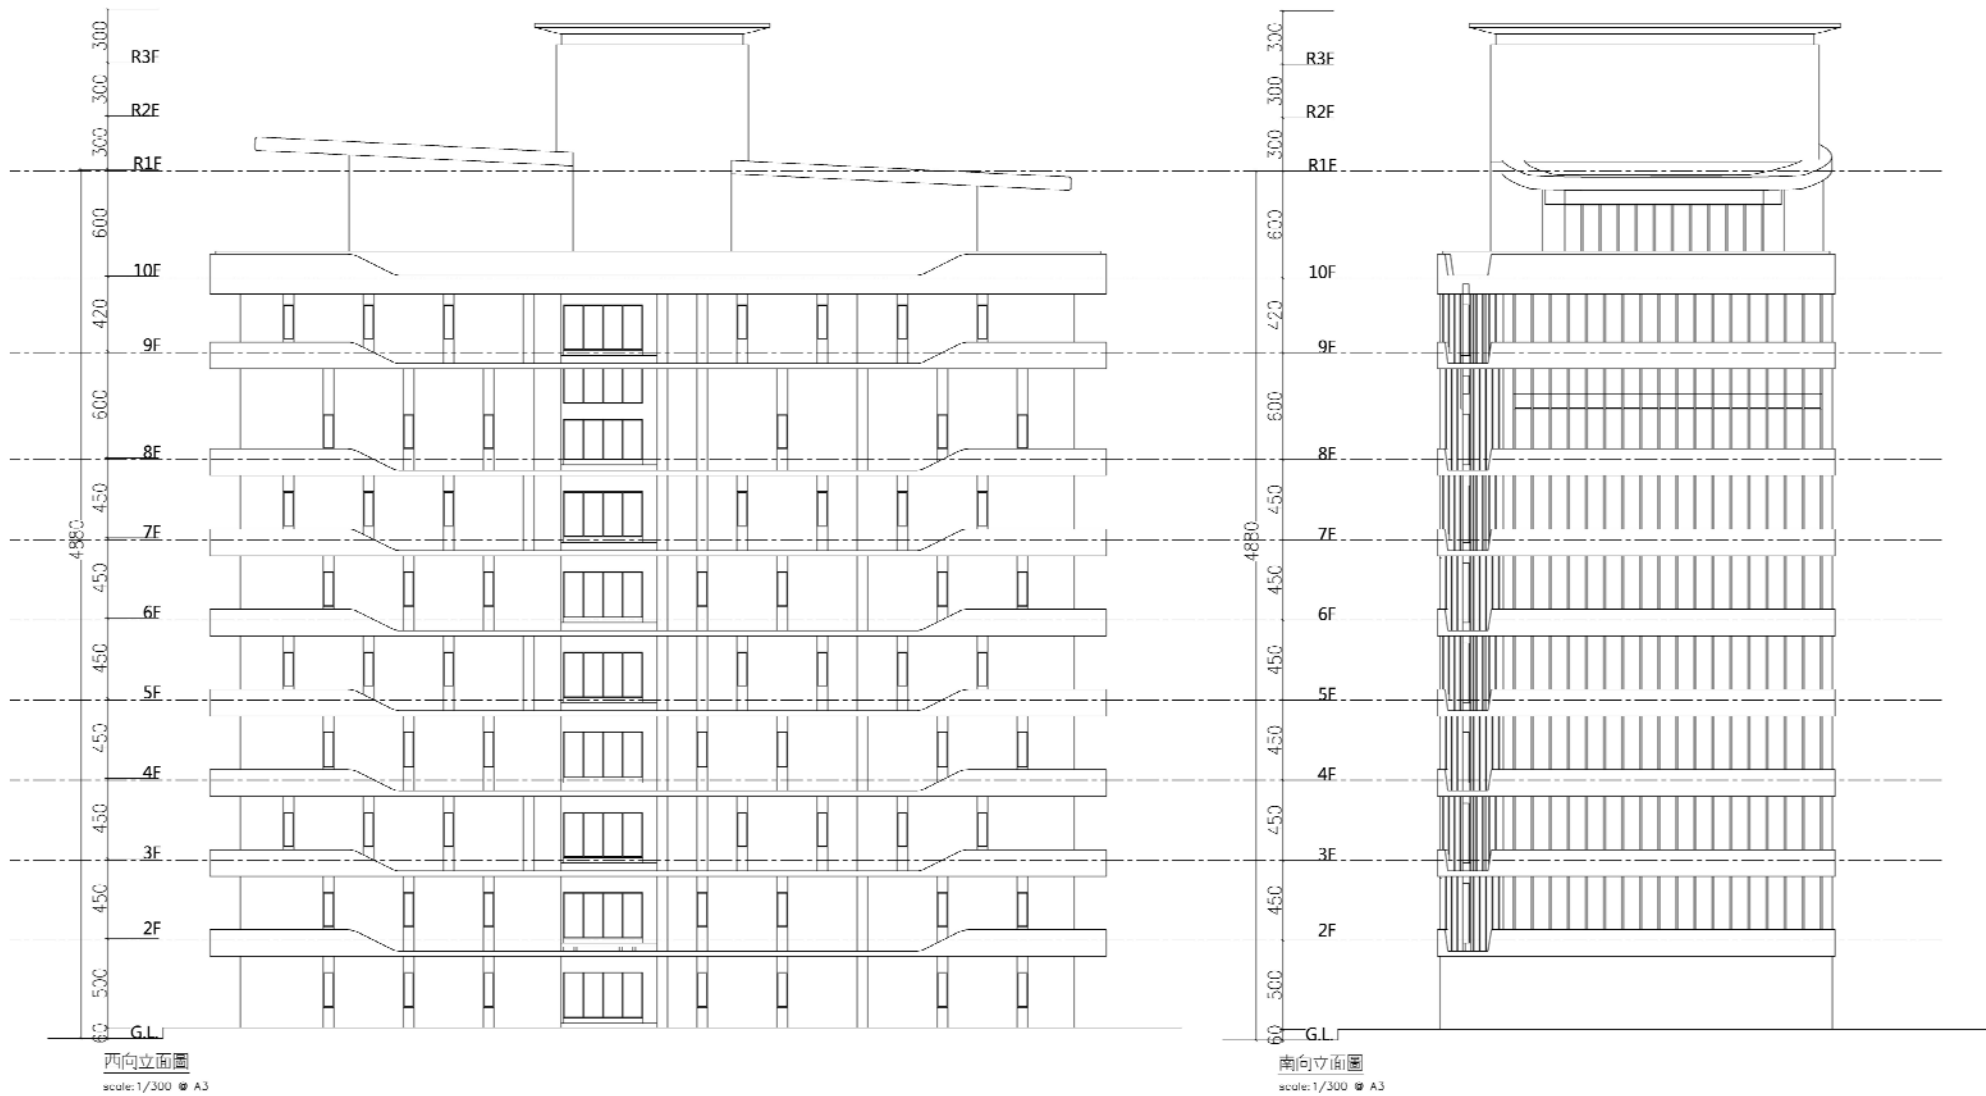 300
R3F
300
R2F
300
R1F
600
10F
420
9F
600
8F
450
7F
4880
450
6F
450
5F
450
4F
450
3F
450
2F
500
60
G.L.
西向立面圖
scale:1/300 @ A3
300
R3F
300
R2F
300
R1F
600
10F
420
9F
600
8F
450
7F
4880
450
6F
450
5F
450
4F
450
3F
450
2F
500
60
G.L.
南向立面圖
scale:1/300 @ A3